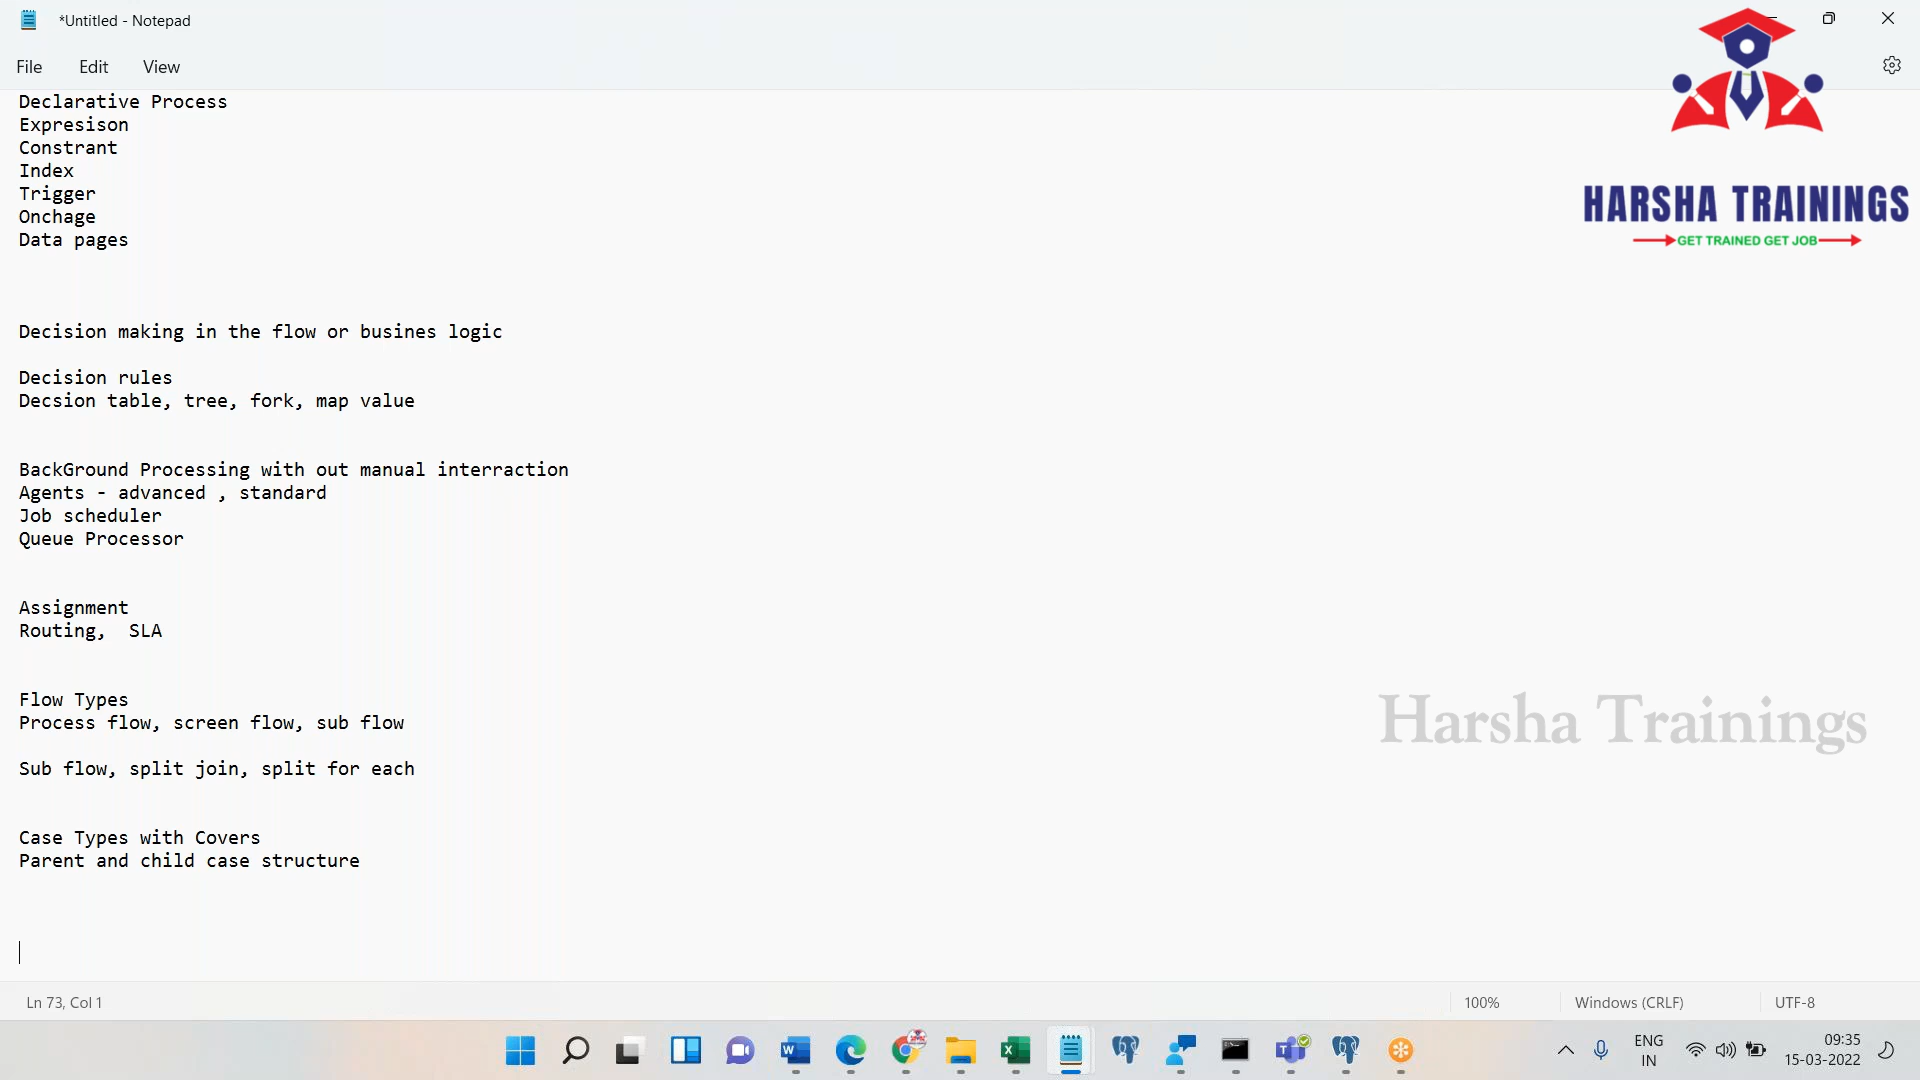 *Untitled - Notepad
File Edit View
Declarative Process
Expresison
Constrant
Index
Trigger
Onchage
Data pages
Decision making in the flow or busines logic
Decision rules
Decsion table, tree, fork, map value
BackGround Processing with out manual interraction
Agents - advanced , standard
Job scheduler
Queue Processor
Assignment
Routing,  SLA
Flow Types
Process flow, screen flow, sub flow
Sub flow, split join, split for each
Case Types with Covers
Parent and child case structure
HARSHA TRAININGS
GET TRAINED GET JOB
Harsha Trainings
Ln 73, Col 1 100% Windows (CRLF) UTF-8
ENG
IN
09:35
15-03-2022